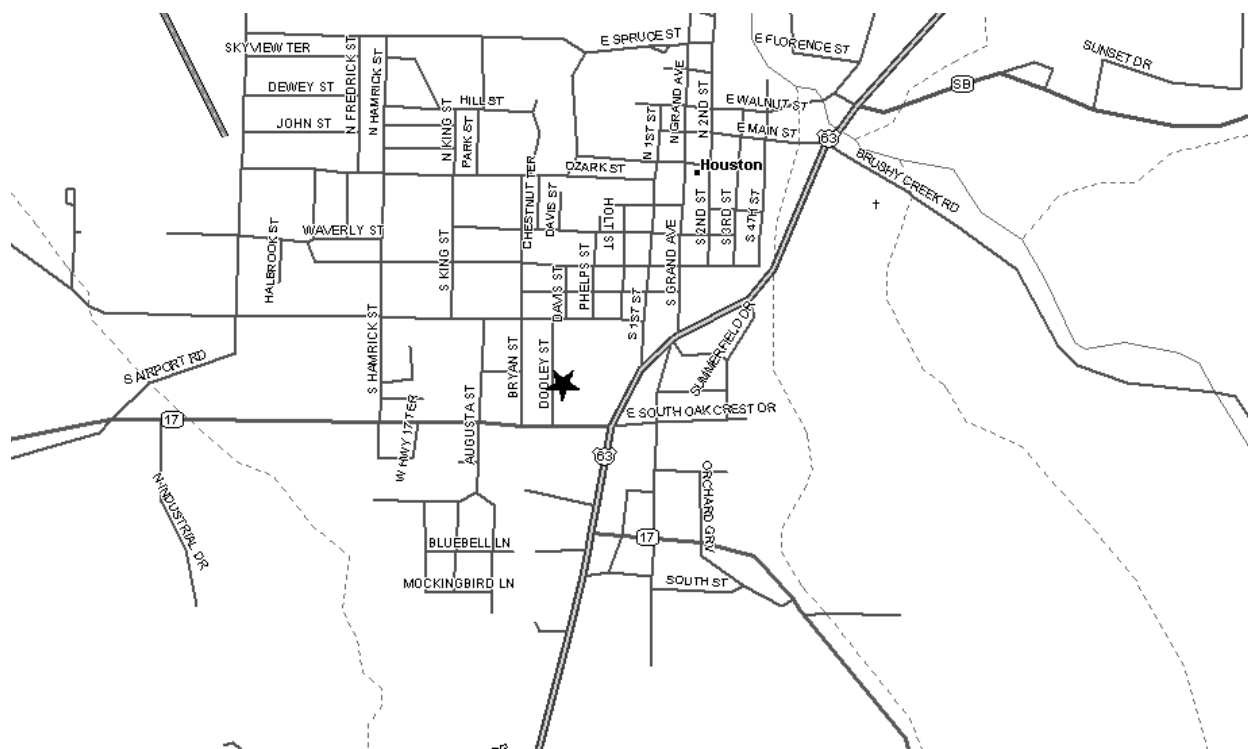 E SPRUCE ST
E FLORENCE ST
SKYVIEW TER
SUNSET DR
DEWEY ST
N FREDERICK ST
N HAMRICK ST
N GRAND AVE
SB
HILL ST
E WALNUT ST
JOHN ST
N KING ST
PARK ST
N 1ST ST
N 2ND ST
E MAIN ST
63
OZARK ST
Houston
BRUSHY CREEK RD
CHESTNUT TER
DAVIS ST
HOLT ST
S 2ND ST
S 3RD ST
S 4TH ST
WAVERLY ST
HALBROOK ST
S KING ST
DAVIS ST
PHELPS ST
S GRAND AVE
S 1ST ST
S HAMRICK ST
SUMMERFIELD DR
S AIRPORT RD
BRYAN ST
DOOLEY ST
E SOUTH OAK CREST DR
17
W HWY 17 TER
AUGUSTA ST
63
N INDUSTRIAL DR
ORCHARD GRV
17
BLUEBELL LN
MOCKINGBIRD LN
SOUTH ST